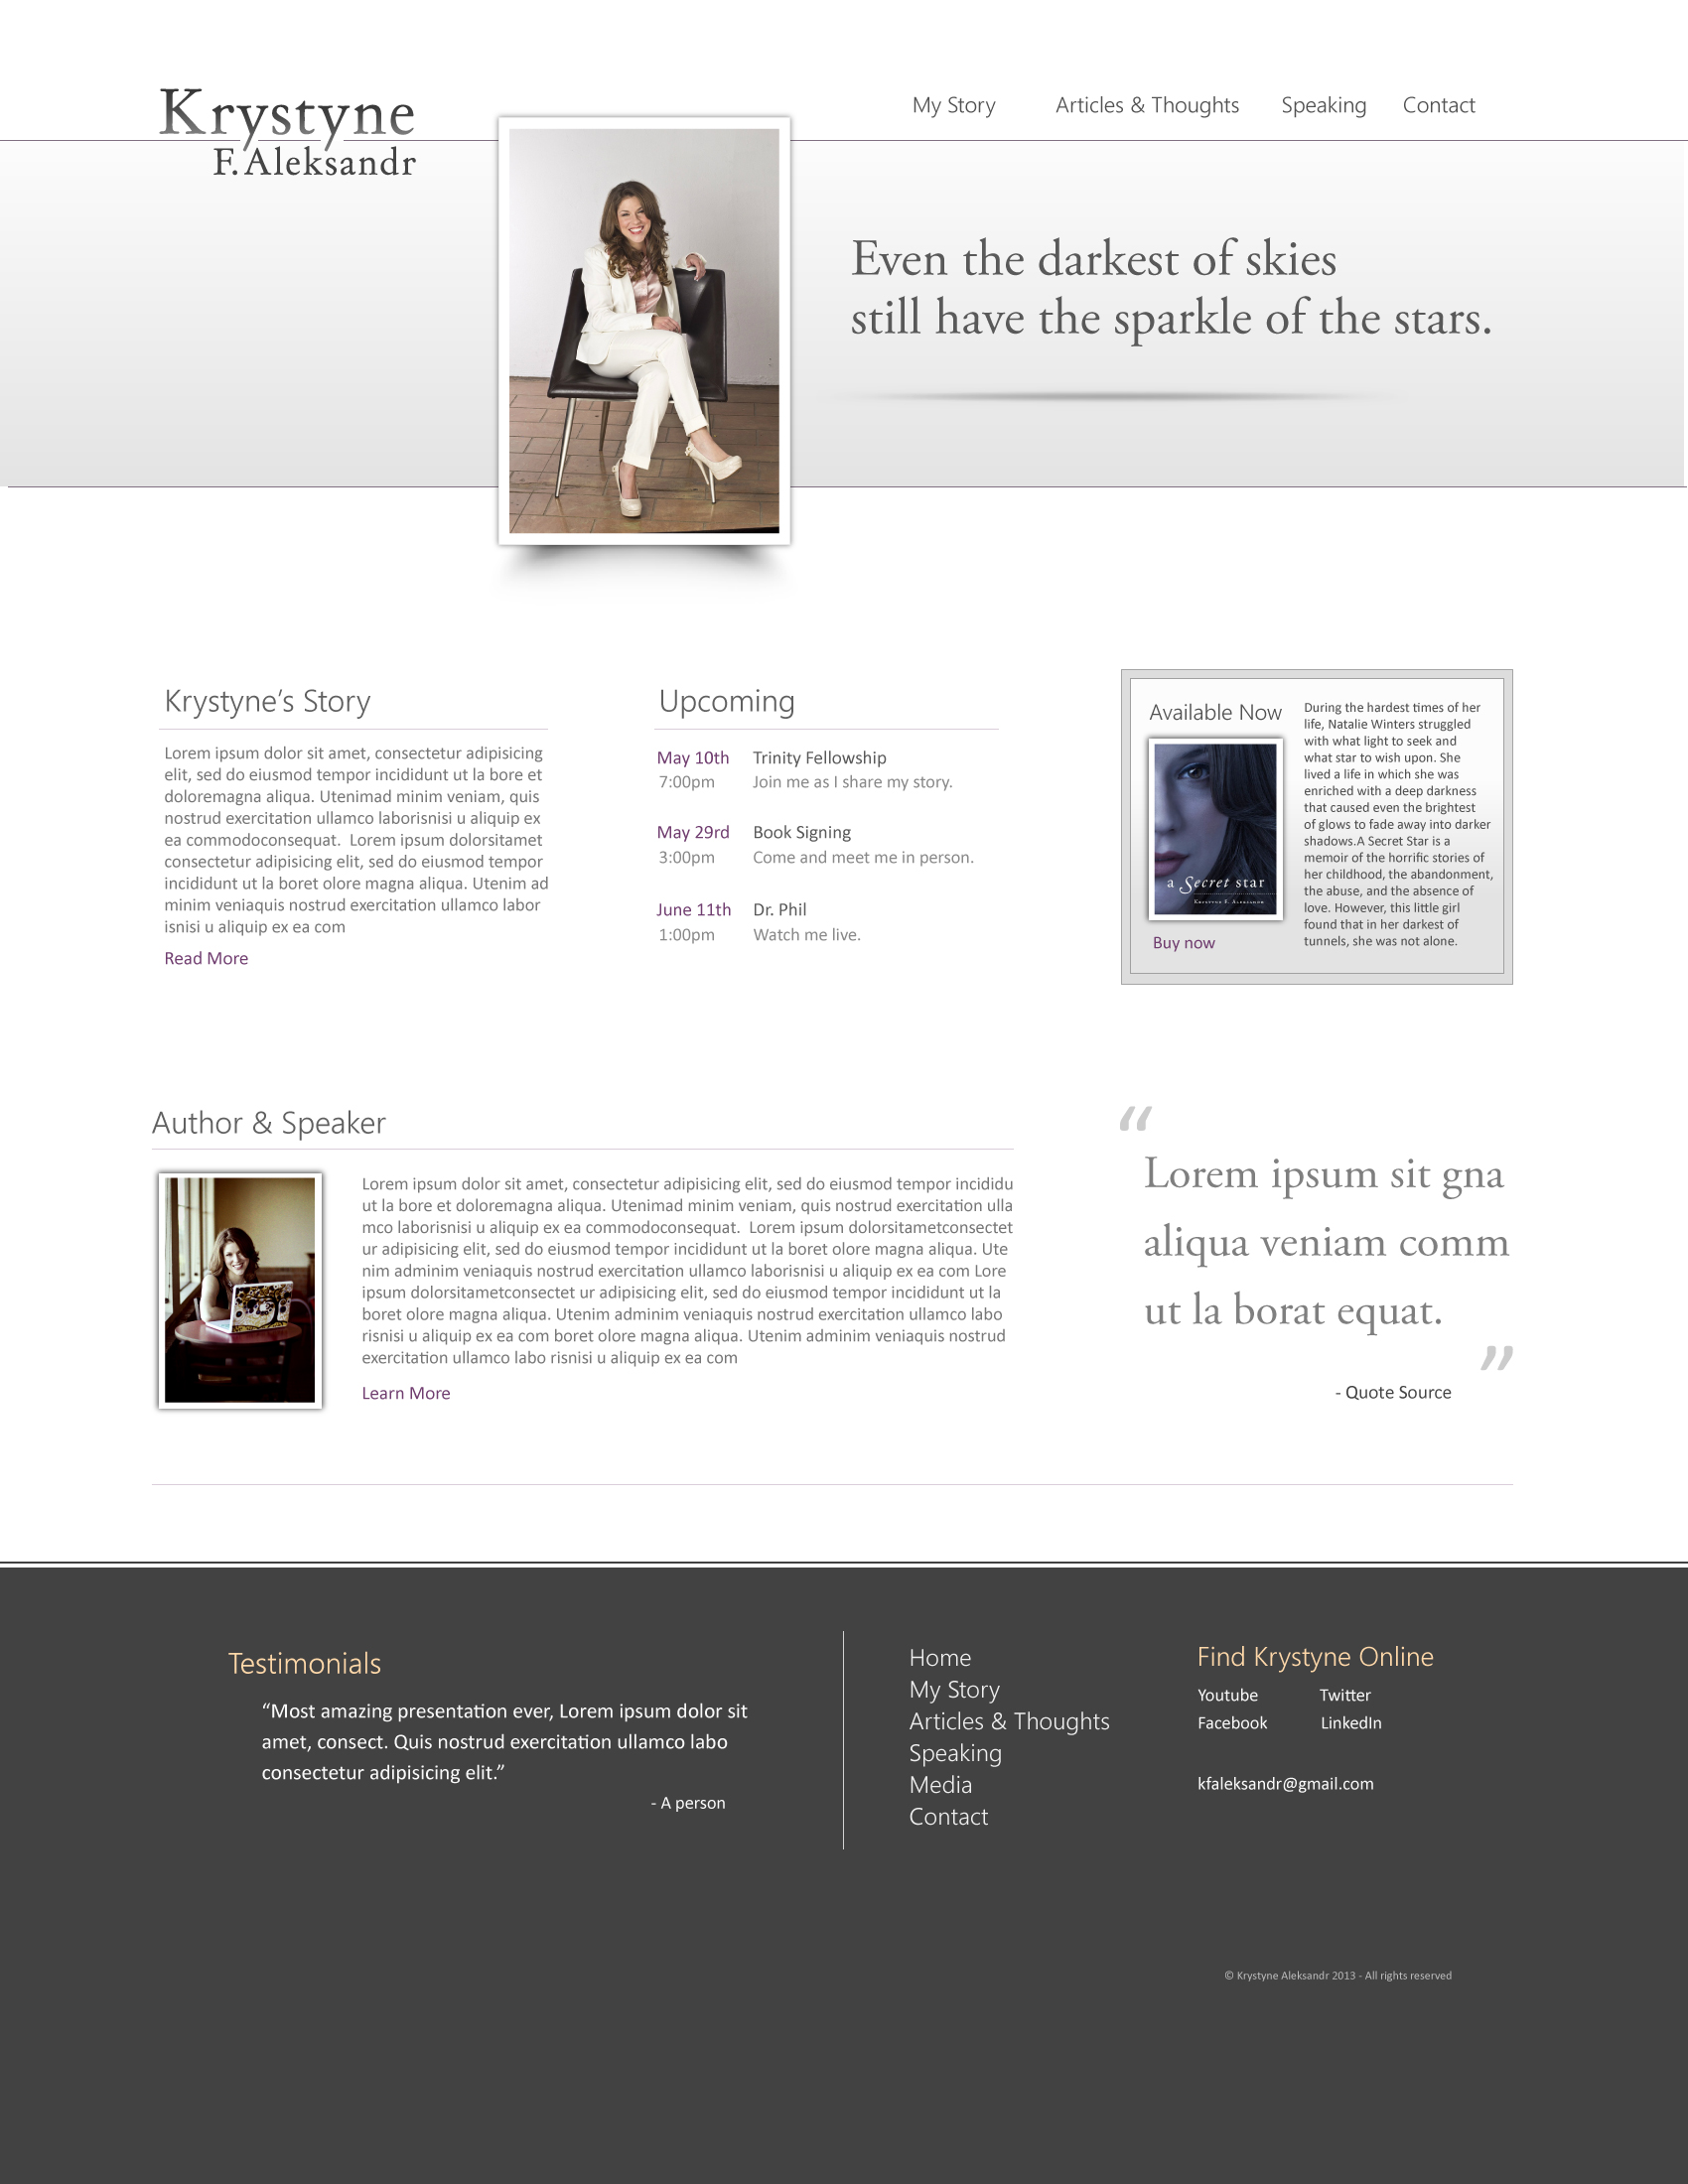 Krystyne
F. Aleksandr
My Story
Articles & Thoughts
Speaking
Contact
Even the darkest of skies
still have the sparkle of the stars.
Krystyne’s Story
Lorem ipsum dolor sit amet, consectetur adipisicing
elit, sed do eiusmod tempor incididunt ut la bore et
doloremagna aliqua. Utenimad minim veniam, quis
nostrud exercitation ullamco laborisnisi u aliquip ex
ea commodoconsequat.  Lorem ipsum dolorsitamet
consectetur adipisicing elit, sed do eiusmod tempor
incididunt ut la boret olore magna aliqua. Utenim ad
minim veniaquis nostrud exercitation ullamco labor
isnisi u aliquip ex ea com
Read More
Upcoming
May 10th Trinity Fellowship
7:00pm Join me as I share my story.
May 29rd Book Signing
3:00pm Come and meet me in person.
June 11th Dr. Phil
1:00pm Watch me live.
Available Now
a Secret star
Krystyne F. Aleksandr
Buy now
During the hardest times of her
life, Natalie Winters struggled
with what light to seek and
what star to wish upon. She
lived a life in which she was
enriched with a deep darkness
that caused even the brightest
of glows to fade away into darker
shadows.A Secret Star is a
memoir of the horrific stories of
her childhood, the abandonment,
the abuse, and the absence of
love. However, this little girl
found that in her darkest of
tunnels, she was not alone.
Author & Speaker
Lorem ipsum dolor sit amet, consectetur adipisicing elit, sed do eiusmod tempor incididu
ut la bore et doloremagna aliqua. Utenimad minim veniam, quis nostrud exercitation ulla
mco laborisnisi u aliquip ex ea commodoconsequat.  Lorem ipsum dolorsitametconsectet
ur adipisicing elit, sed do eiusmod tempor incididunt ut la boret olore magna aliqua. Ute
nim adminim veniaquis nostrud exercitation ullamco laborisnisi u aliquip ex ea com Lore
ipsum dolorsitametconsectet ur adipisicing elit, sed do eiusmod tempor incididunt ut la
boret olore magna aliqua. Utenim adminim veniaquis nostrud exercitation ullamco labo
risnisi u aliquip ex ea com boret olore magna aliqua. Utenim adminim veniaquis nostrud
exercitation ullamco labo risnisi u aliquip ex ea com
Learn More
“
Lorem ipsum sit gna
aliqua veniam comm
ut la borat equat.
”
- Quote Source
Testimonials
“Most amazing presentation ever, Lorem ipsum dolor sit
amet, consect. Quis nostrud exercitation ullamco labo
consectetur adipisicing elit.”
- A person
Home
My Story
Articles & Thoughts
Speaking
Media
Contact
Find Krystyne Online
Youtube Twitter
Facebook LinkedIn
kfaleksandr@gmail.com
© Krystyne Aleksandr 2013 - All rights reserved